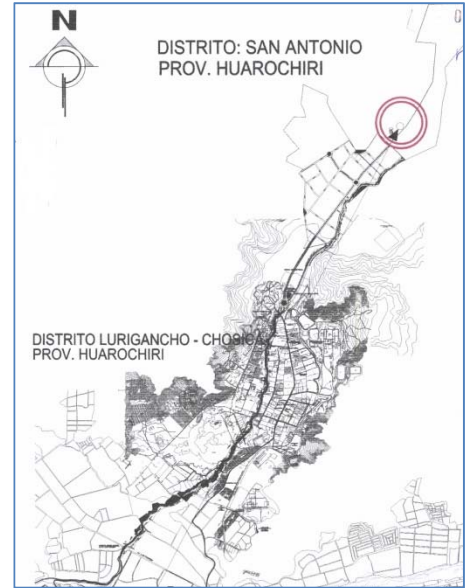 N
DISTRITO: SAN ANTONIO
PROV. HUAROCHIRI
DISTRITO LURIGANCHO - CHOSICA
PROV. HUAROCHIRI